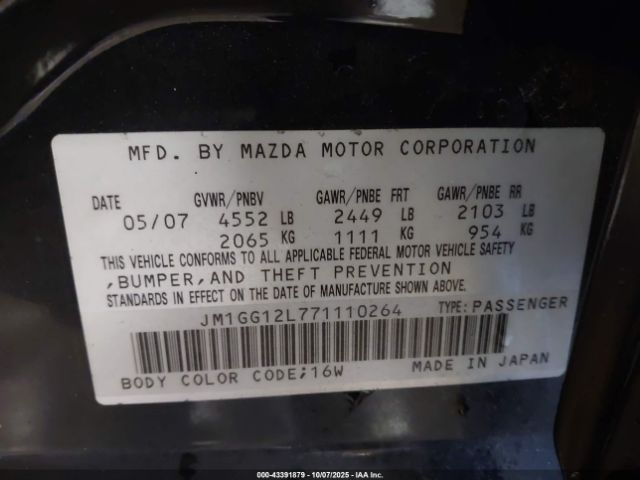 MFD. BY MAZDA MOTOR CORPORATION
DATE GVWR/PNBV GAWR/PNBE FRT GAWR/PNBE RR
05/07 4552 LB 2449 LB 2103 LB
2065 KG 1111 KG 954 KG
THIS VEHICLE CONFORMS TO ALL APPLICABLE FEDERAL MOTOR VEHICLE SAFETY
,BUMPER,AND THEFT PREVENTION
STANDARDS IN EFFECT ON THE DATE OF MANUFACTURE SHOWN ABOVE.
JM1GG12L771110264 TYPE: PASSENGER
BODY COLOR CODE;16W MADE IN JAPAN
00-43391879 - 10/07/2025 - IAA Inc.